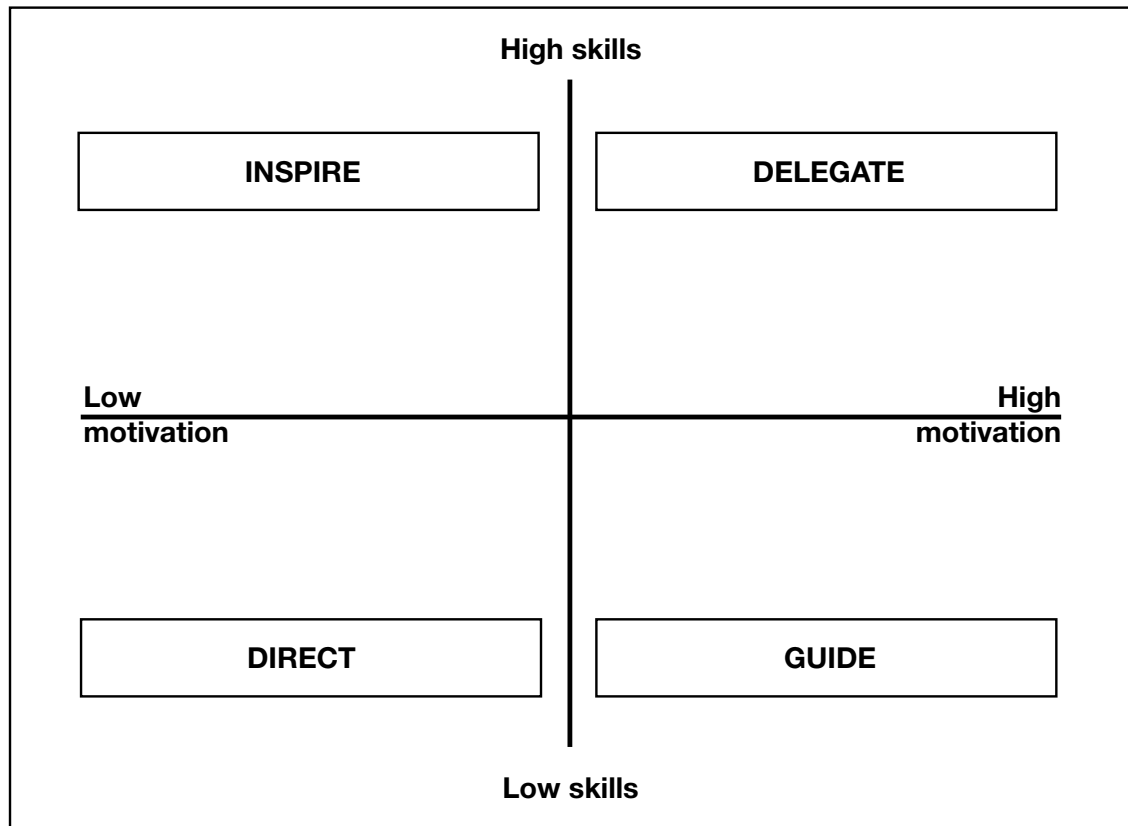 High skills
INSPIRE
DELEGATE
Low
motivation
High
motivation
DIRECT
GUIDE
Low skills